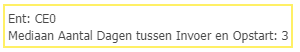 Ent: CE0
Mediaan Aantal Dagen tussen Invoer en Opstart: 3